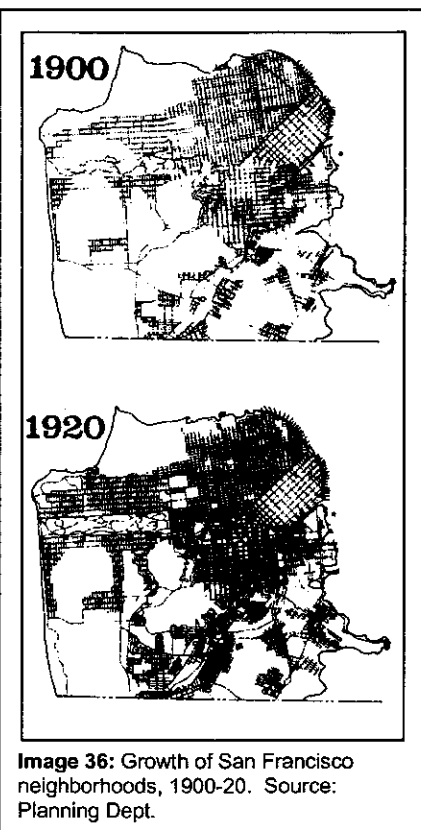 1900
1920
Image 36: Growth of San Francisco
neighborhoods, 1900-20. Source:
Planning Dept.